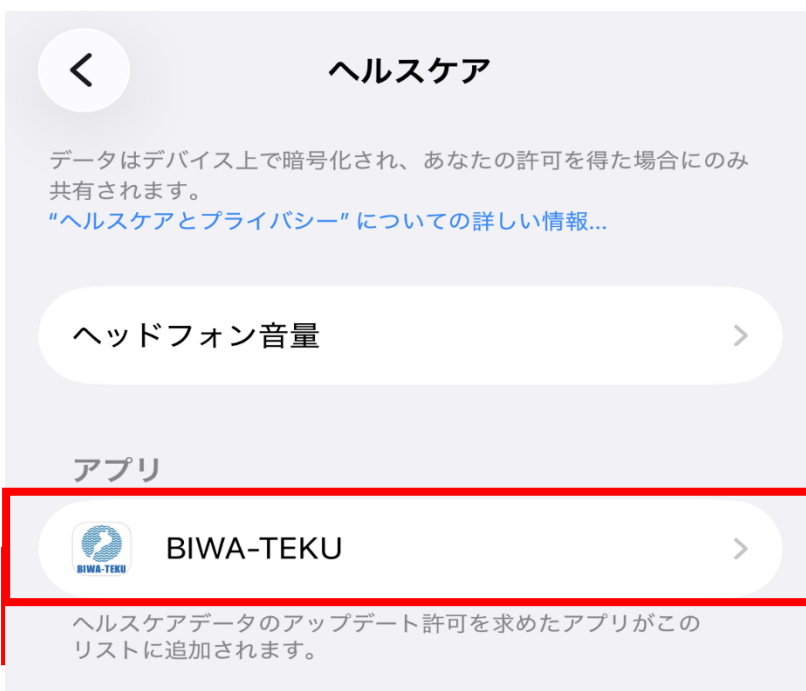 ヘルスケア
データはデバイス上で暗号化され、あなたの許可を得た場合にのみ
共有されます。
“ヘルスケアとプライバシー” についての詳しい情報...
ヘッドフォン音量
アプリ
BIWA-TEKU
BIWA-TEKU
ヘルスケアデータのアップデート許可を求めたアプリがこの
リストに追加されます。